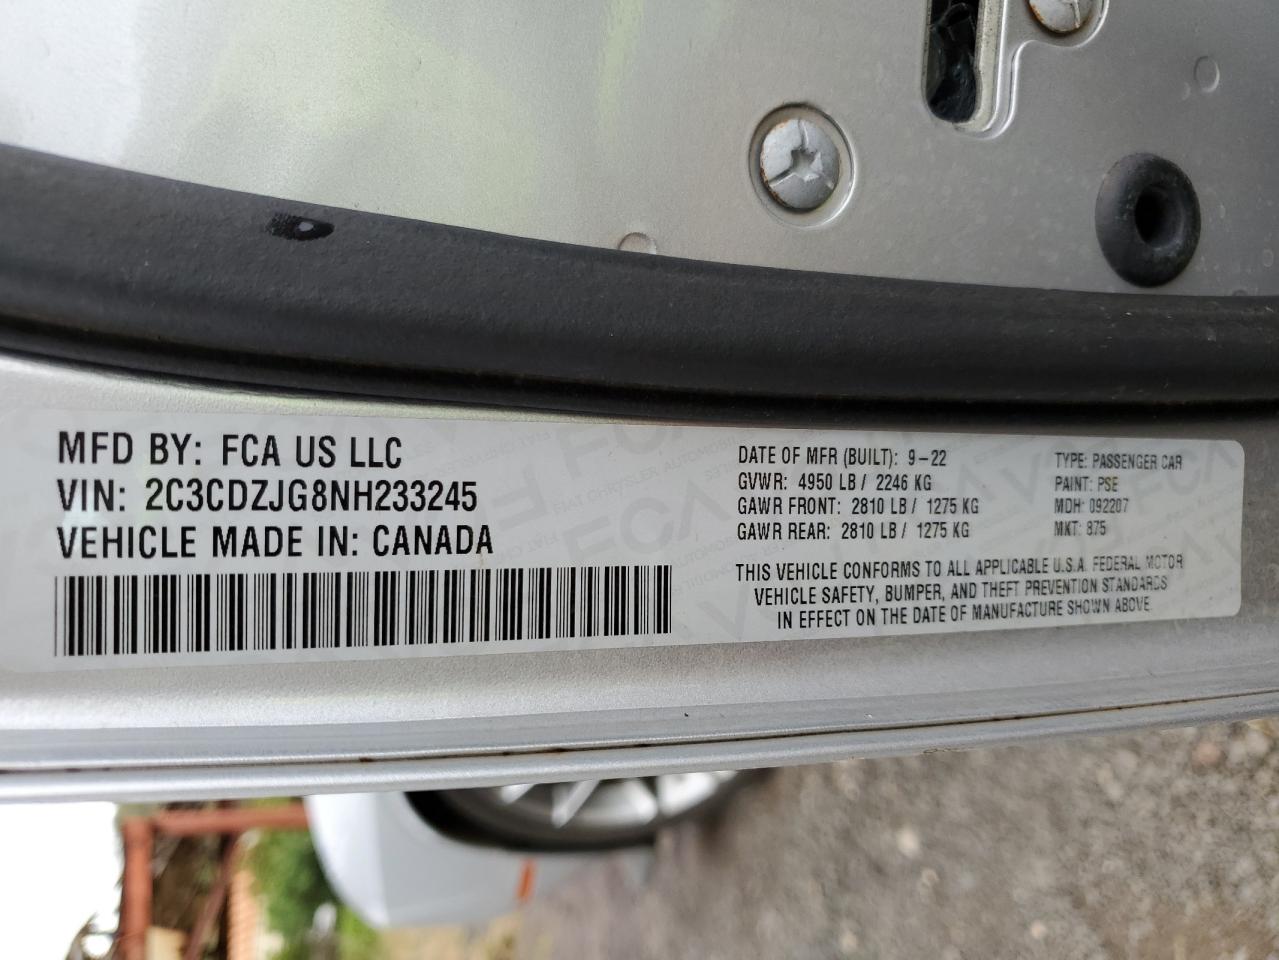 MFD BY: FCA US LLC
VIN: 2C3CDZJG8NH233245
VEHICLE MADE IN: CANADA
DATE OF MFR (BUILT): 9-22
GVWR: 4950 LB / 2246 KG
GAWR FRONT: 2810 LB / 1275 KG
GAWR REAR: 2810 LB / 1275 KG
TYPE: PASSENGER CAR
PAINT: PSE
MDH: 092207
MKT: 875
THIS VEHICLE CONFORMS TO ALL APPLICABLE U.S.A. FEDERAL MOTOR
VEHICLE SAFETY, BUMPER, AND THEFT PREVENTION STANDARDS
IN EFFECT ON THE DATE OF MANUFACTURE SHOWN ABOVE